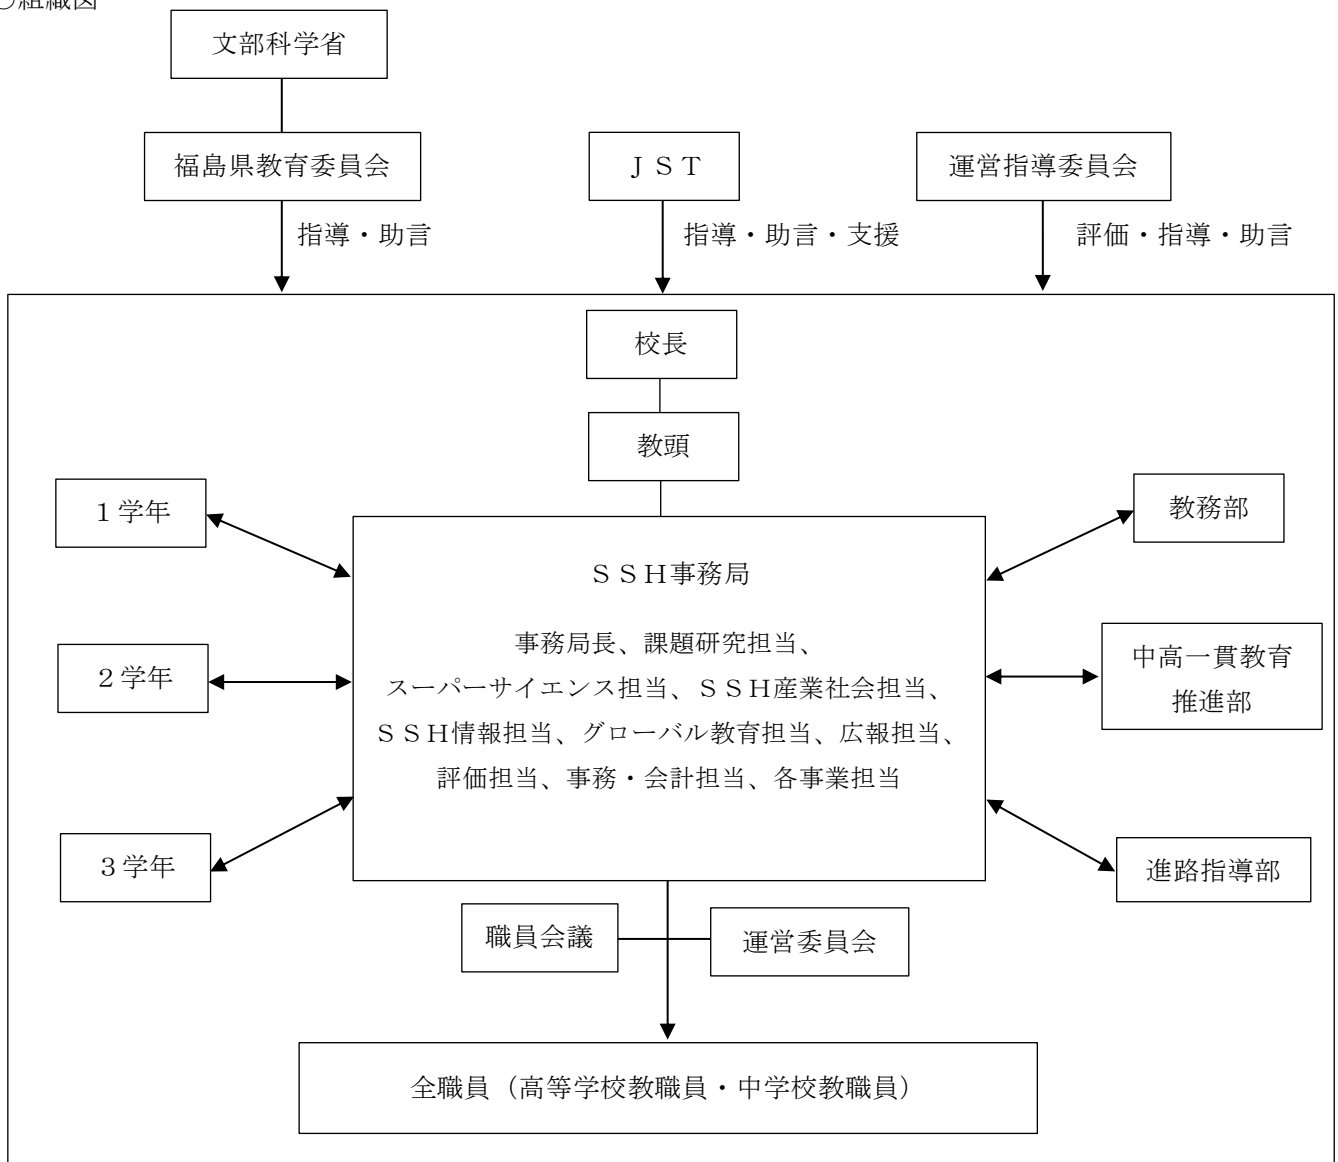 ○組織図
文部科学省
福島県教育委員会
ＪＳＴ
運営指導委員会
指導・助言
指導・助言・支援
評価・指導・助言
校長
教頭
１学年
教務部
ＳＳＨ事務局
事務局長、課題研究担当、
スーパーサイエンス担当、ＳＳＨ産業社会担当、
ＳＳＨ情報担当、グローバル教育担当、広報担当、
評価担当、事務・会計担当、各事業担当
２学年
中高一貫教育
推進部
３学年
進路指導部
職員会議
運営委員会
全職員（高等学校教職員・中学校教職員）